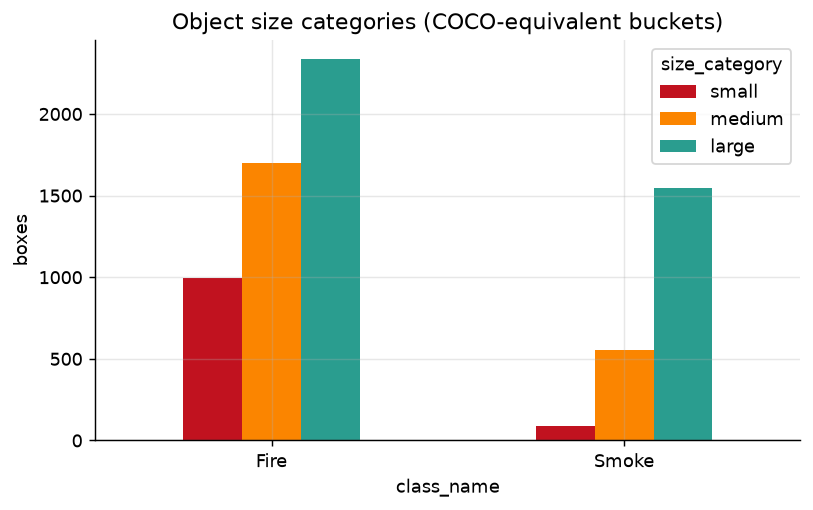 Object size categories (COCO-equivalent buckets)
size_category
small
medium
large
2000
1500
1000
500
0
boxes
Fire
Smoke
class_name